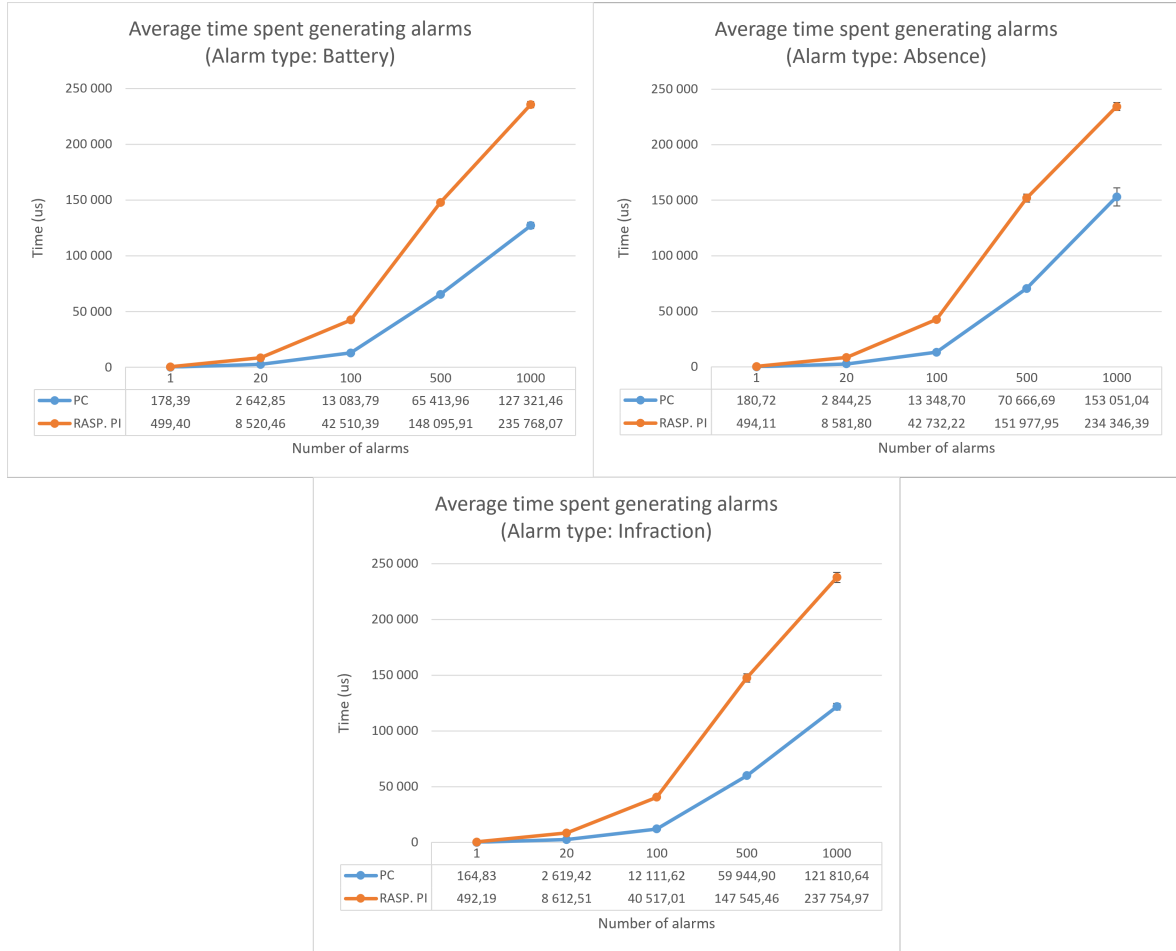 Average time spent generating alarms
(Alarm type: Battery)
250 000
200 000
150 000
100 000
50 000
0
Time (us)
1 20 100 500 1000
PC 178,39 2 642,85 13 083,79 65 413,96 127 321,46
RASP. PI 499,40 8 520,46 42 510,39 148 095,91 235 768,07
Number of alarms
Average time spent generating alarms
(Alarm type: Absence)
250 000
200 000
150 000
100 000
50 000
0
Time (us)
1 20 100 500 1000
PC 180,72 2 844,25 13 348,70 70 666,69 153 051,04
RASP. PI 494,11 8 581,80 42 732,22 151 977,95 234 346,39
Number of alarms
Average time spent generating alarms
(Alarm type: Infraction)
250 000
200 000
150 000
100 000
50 000
0
Time (us)
1 20 100 500 1000
PC 164,83 2 619,42 12 111,62 59 944,90 121 810,64
RASP. PI 492,19 8 612,51 40 517,01 147 545,46 237 754,97
Number of alarms